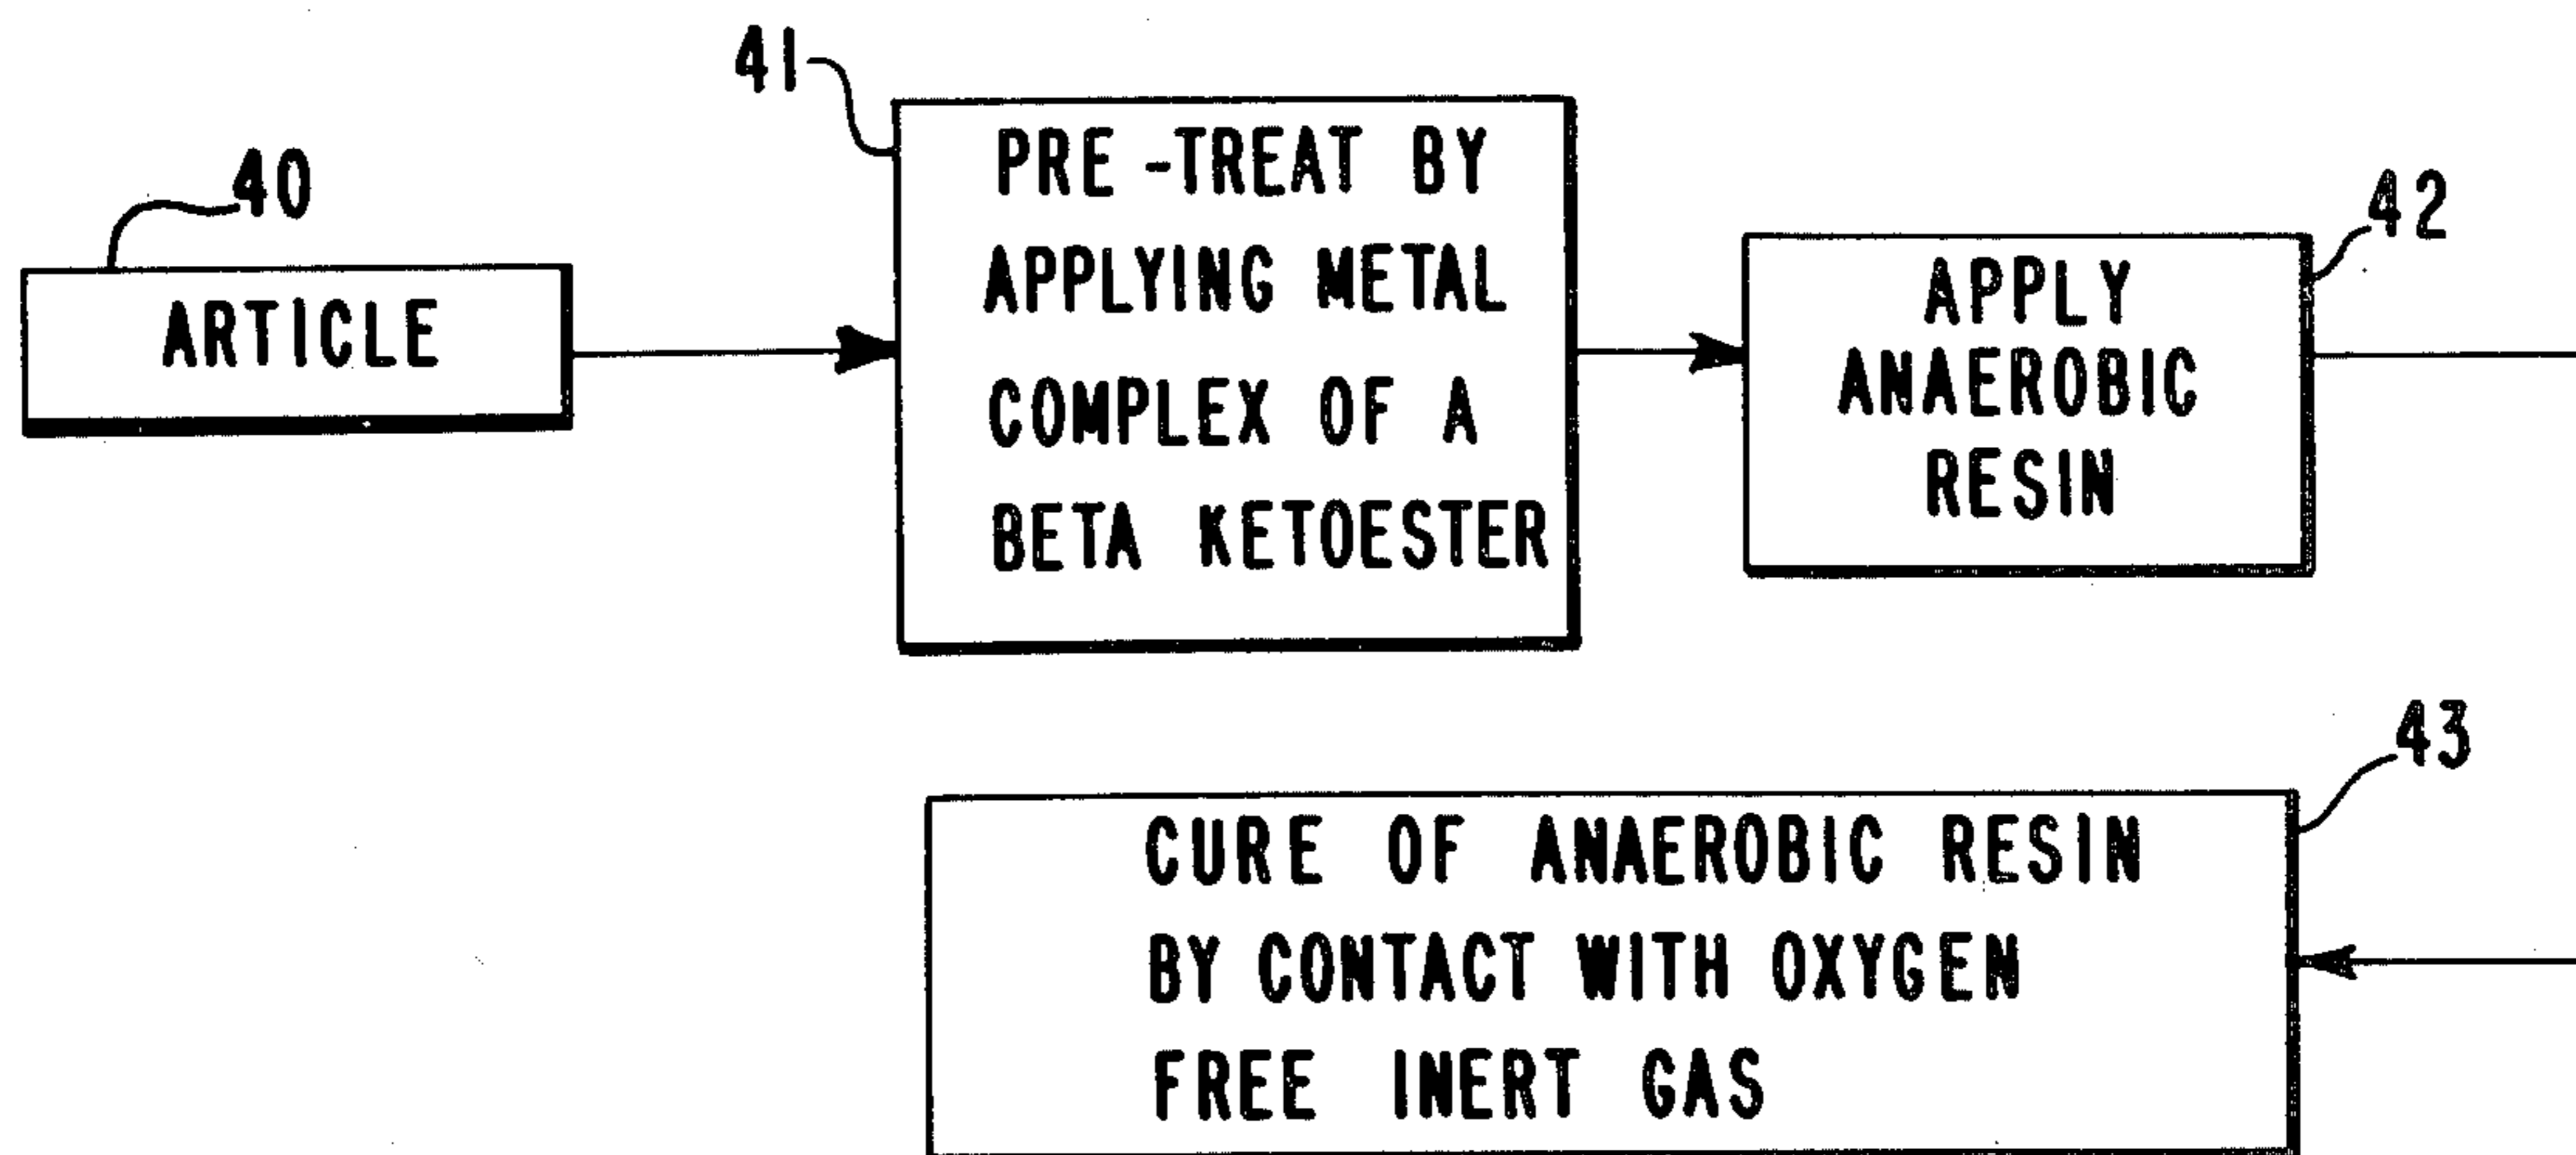 41
PRE-TREAT BY
APPLYING METAL
COMPLEX OF A
BETA KETOESTER
40
ARTICLE
42
APPLY
ANAEROBIC
RESIN
43
CURE OF ANAEROBIC RESIN
BY CONTACT WITH OXYGEN
FREE INERT GAS